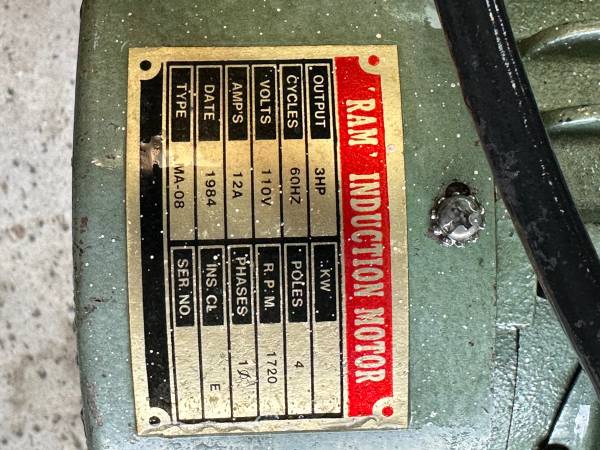 'RAM' INDUCTION MOTOR
OUTPUT 3HP KW
CYCLES 60HZ POLES 4
VOLTS 110V R.P.M. 1720
AMP'S 12A PHASES 1Ø
DATE 1984 INS.CL E
TYPE MA-08 SER NO.